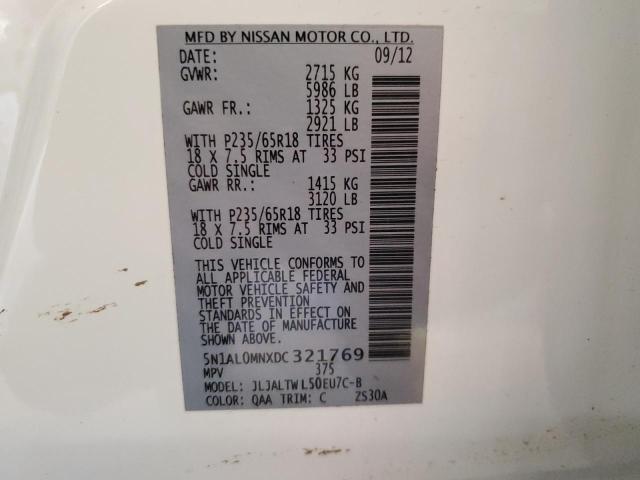 MFD BY NISSAN MOTOR CO., LTD.
DATE: 09/12
GVWR: 2715 KG
5986 LB
GAWR FR.: 1325 KG
2921 LB
WITH P235/65R18 TIRES
18 X 7.5 RIMS AT 33 PSI
COLD SINGLE
GAWR RR.: 1415 KG
3120 LB
WITH P235/65R18 TIRES
18 X 7.5 RIMS AT 33 PSI
COLD SINGLE
THIS VEHICLE CONFORMS TO
ALL APPLICABLE FEDERAL
MOTOR VEHICLE SAFETY AND
THEFT PREVENTION
STANDARDS IN EFFECT ON
THE DATE OF MANUFACTURE
SHOWN ABOVE.
5N1AL0MNXDC321769
MPV 375
MODEL: JLJALTWL50EU7C-B
COLOR: QAA TRIM: C ZS30A